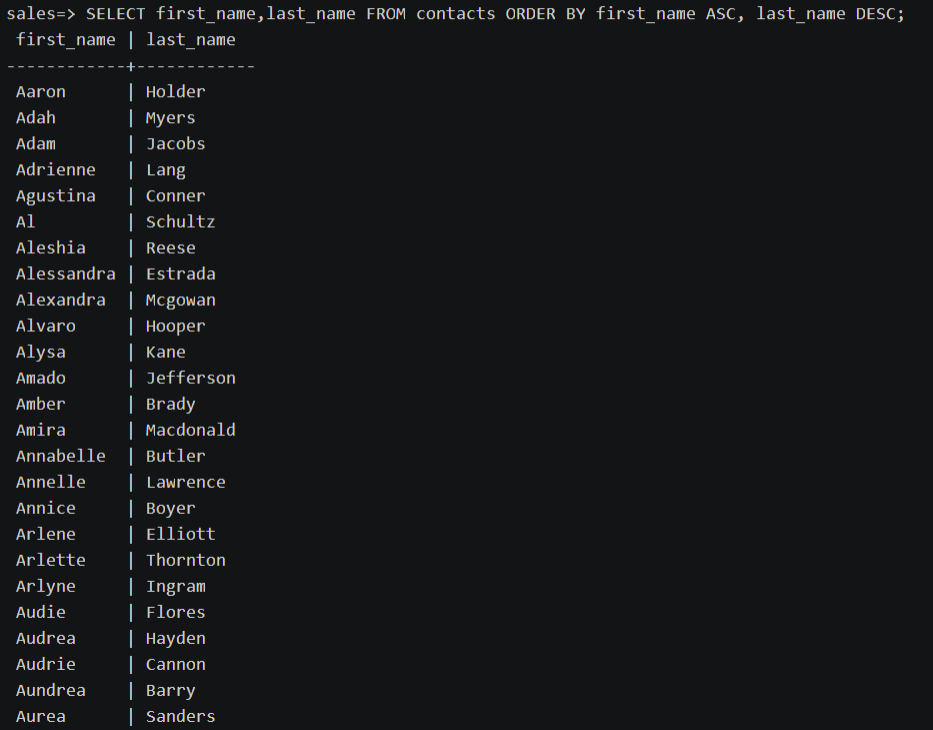 sales=> SELECT first_name,last_name FROM contacts ORDER BY first_name ASC, last_name DESC;
 first_name | last_name
------------+------------
 Aaron      | Holder
 Adah       | Myers
 Adam       | Jacobs
 Adrienne   | Lang
 Agustina   | Conner
 Al         | Schultz
 Aleshia    | Reese
 Alessandra | Estrada
 Alexandra  | Mcgowan
 Alvaro     | Hooper
 Alysa      | Kane
 Amado      | Jefferson
 Amber      | Brady
 Amira      | Macdonald
 Annabelle  | Butler
 Annelle    | Lawrence
 Annice     | Boyer
 Arlene     | Elliott
 Arlette    | Thornton
 Arlyne     | Ingram
 Audie      | Flores
 Audrea     | Hayden
 Audrie     | Cannon
 Aundrea    | Barry
 Aurea      | Sanders